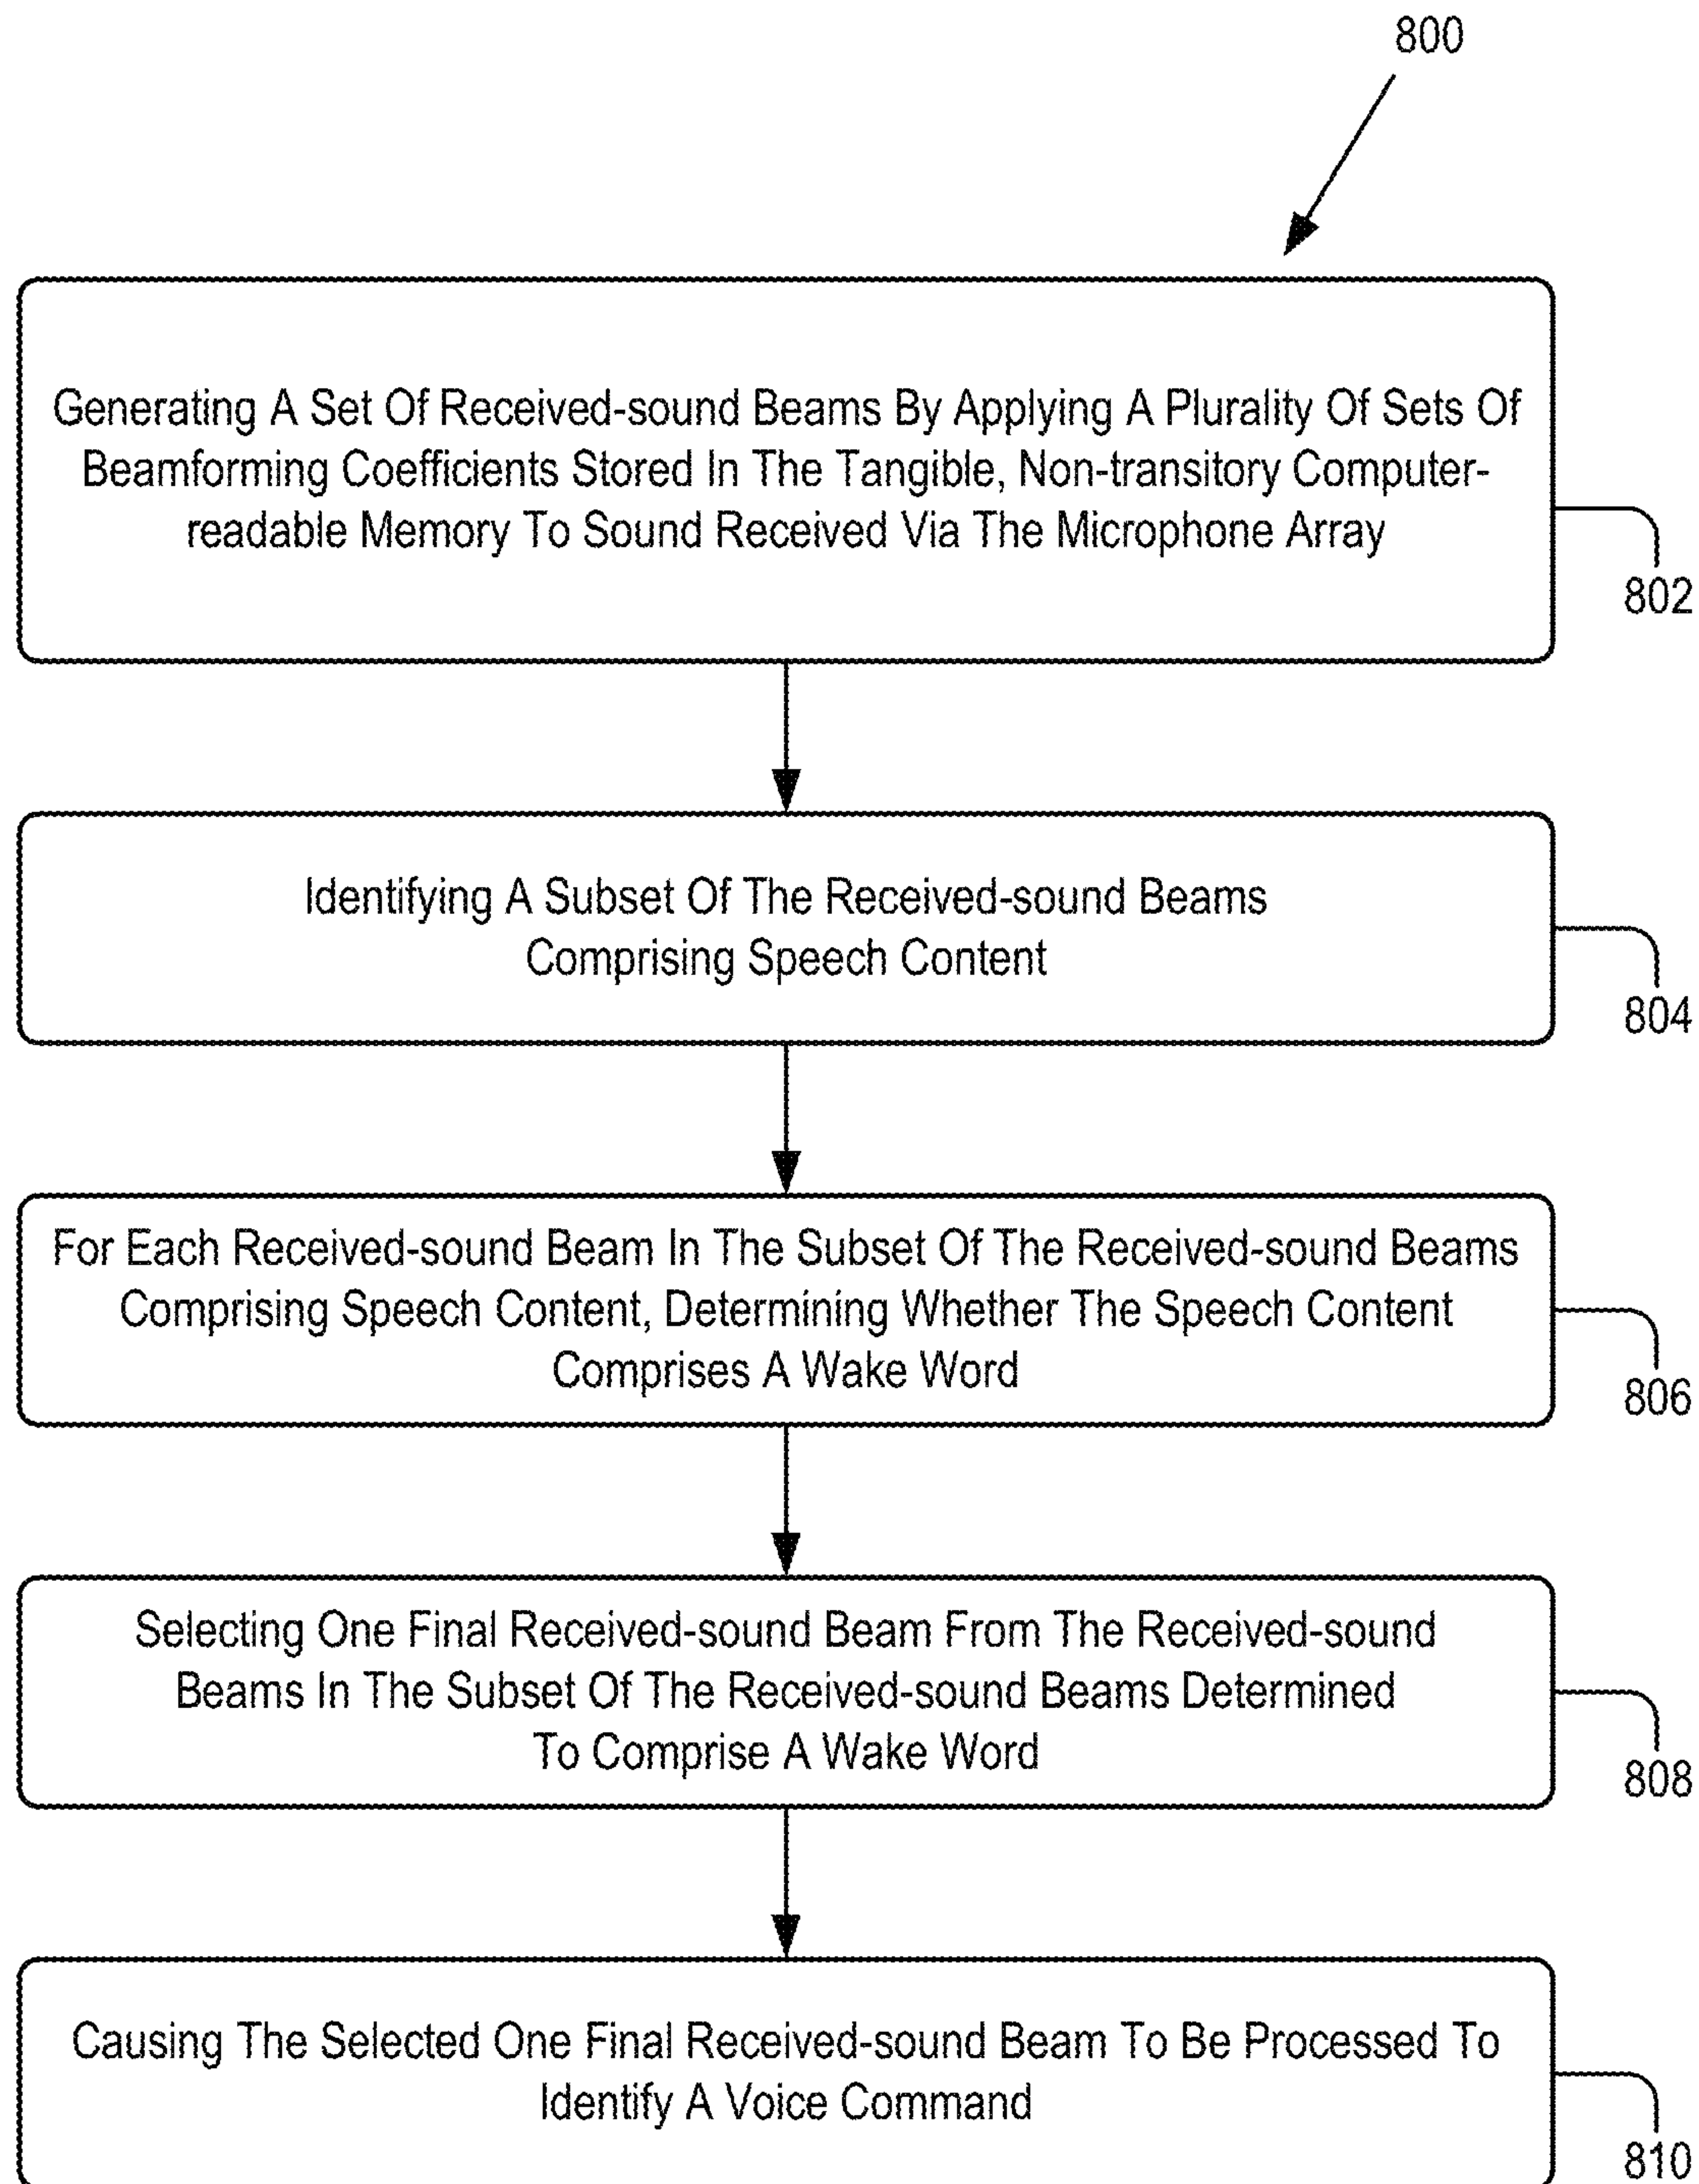 800
Generating A Set Of Received-sound Beams By Applying A Plurality Of Sets Of
Beamforming Coefficients Stored In The Tangible, Non-transitory Computer-
readable Memory To Sound Received Via The Microphone Array
802
Identifying A Subset Of The Received-sound Beams
Comprising Speech Content
804
For Each Received-sound Beam In The Subset Of The Received-sound Beams
Comprising Speech Content, Determining Whether The Speech Content
Comprises A Wake Word
806
Selecting One Final Received-sound Beam From The Received-sound
Beams In The Subset Of The Received-sound Beams Determined
To Comprise A Wake Word
808
Causing The Selected One Final Received-sound Beam To Be Processed To
Identify A Voice Command
810